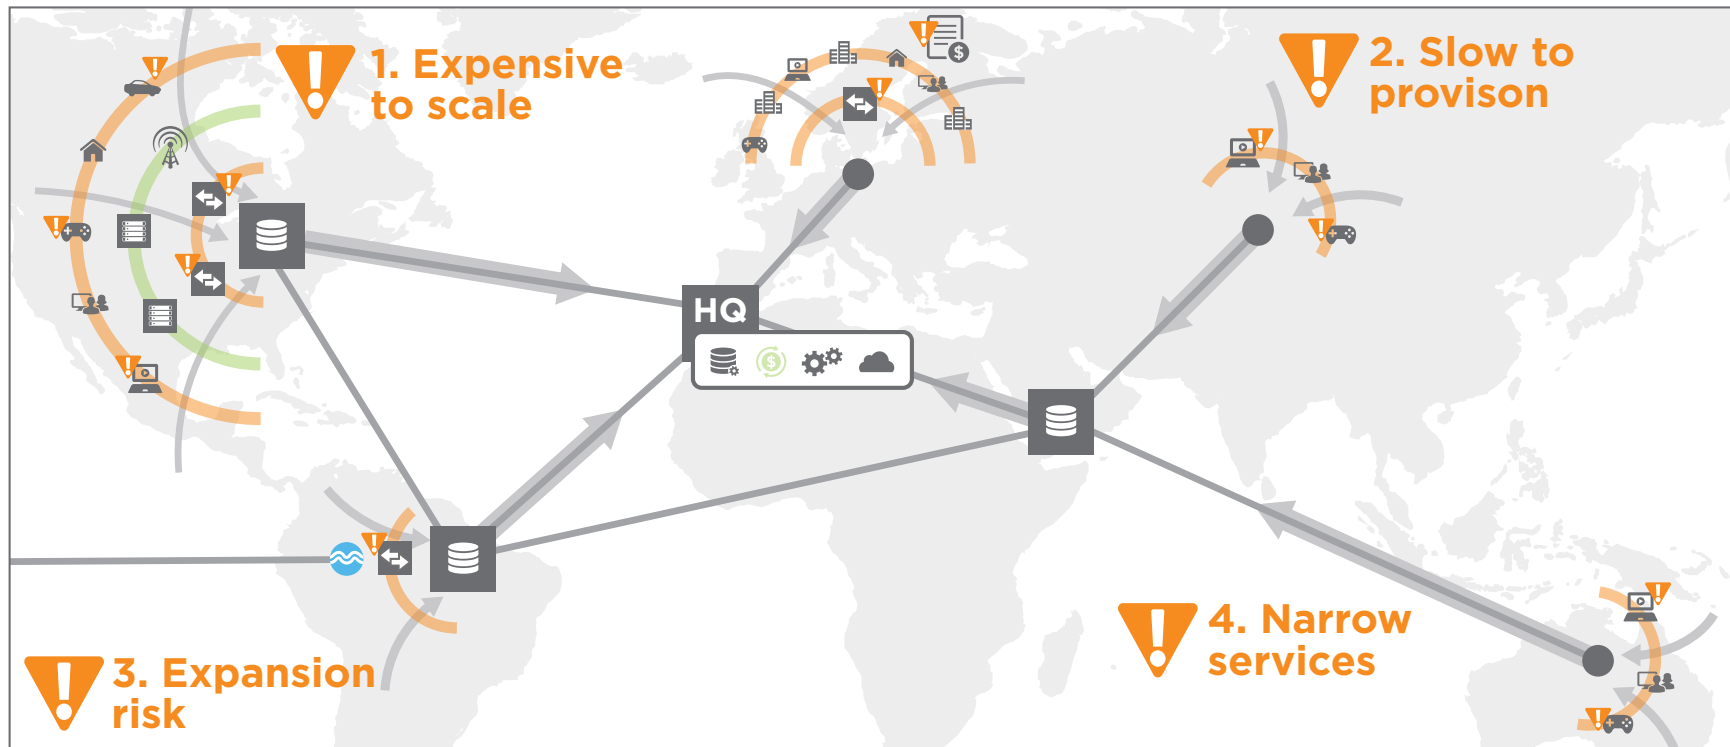 1. Expensive
to scale
2. Slow to
provison
HQ
$
$
3. Expansion
risk
4. Narrow
services